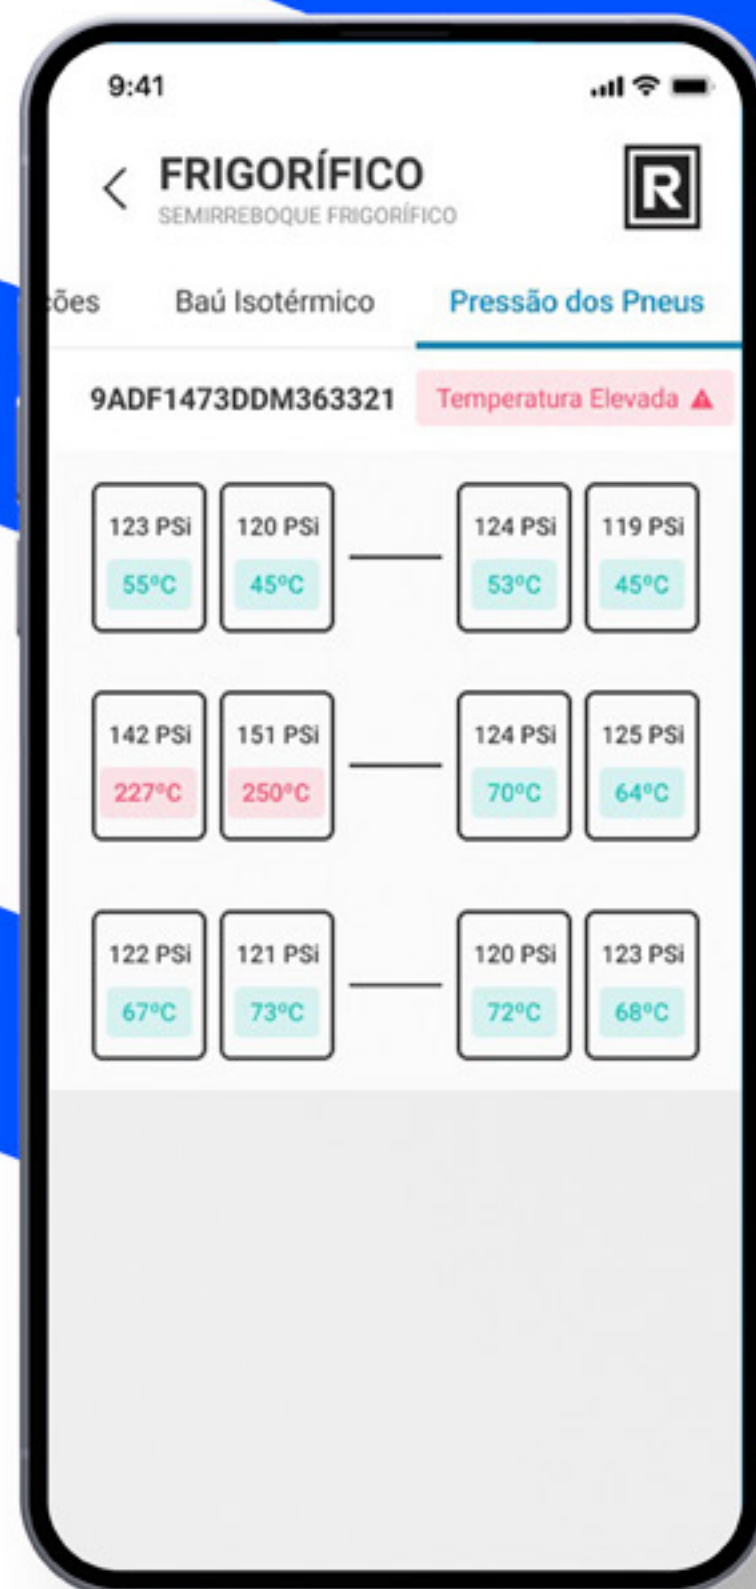 9:41
FRIGORÍFICO
SEMIRREBOQUE FRIGORÍFICO
R
ções Baú Isotérmico Pressão dos Pneus
9ADF1473DDM363321 Temperatura Elevada
123 PSi 120 PSi 124 PSi 119 PSi
55ºC 45ºC 53ºC 45ºC
142 PSi 151 PSi 124 PSi 125 PSi
227ºC 250ºC 70ºC 64ºC
122 PSi 121 PSi 120 PSi 123 PSi
67ºC 73ºC 72ºC 68ºC